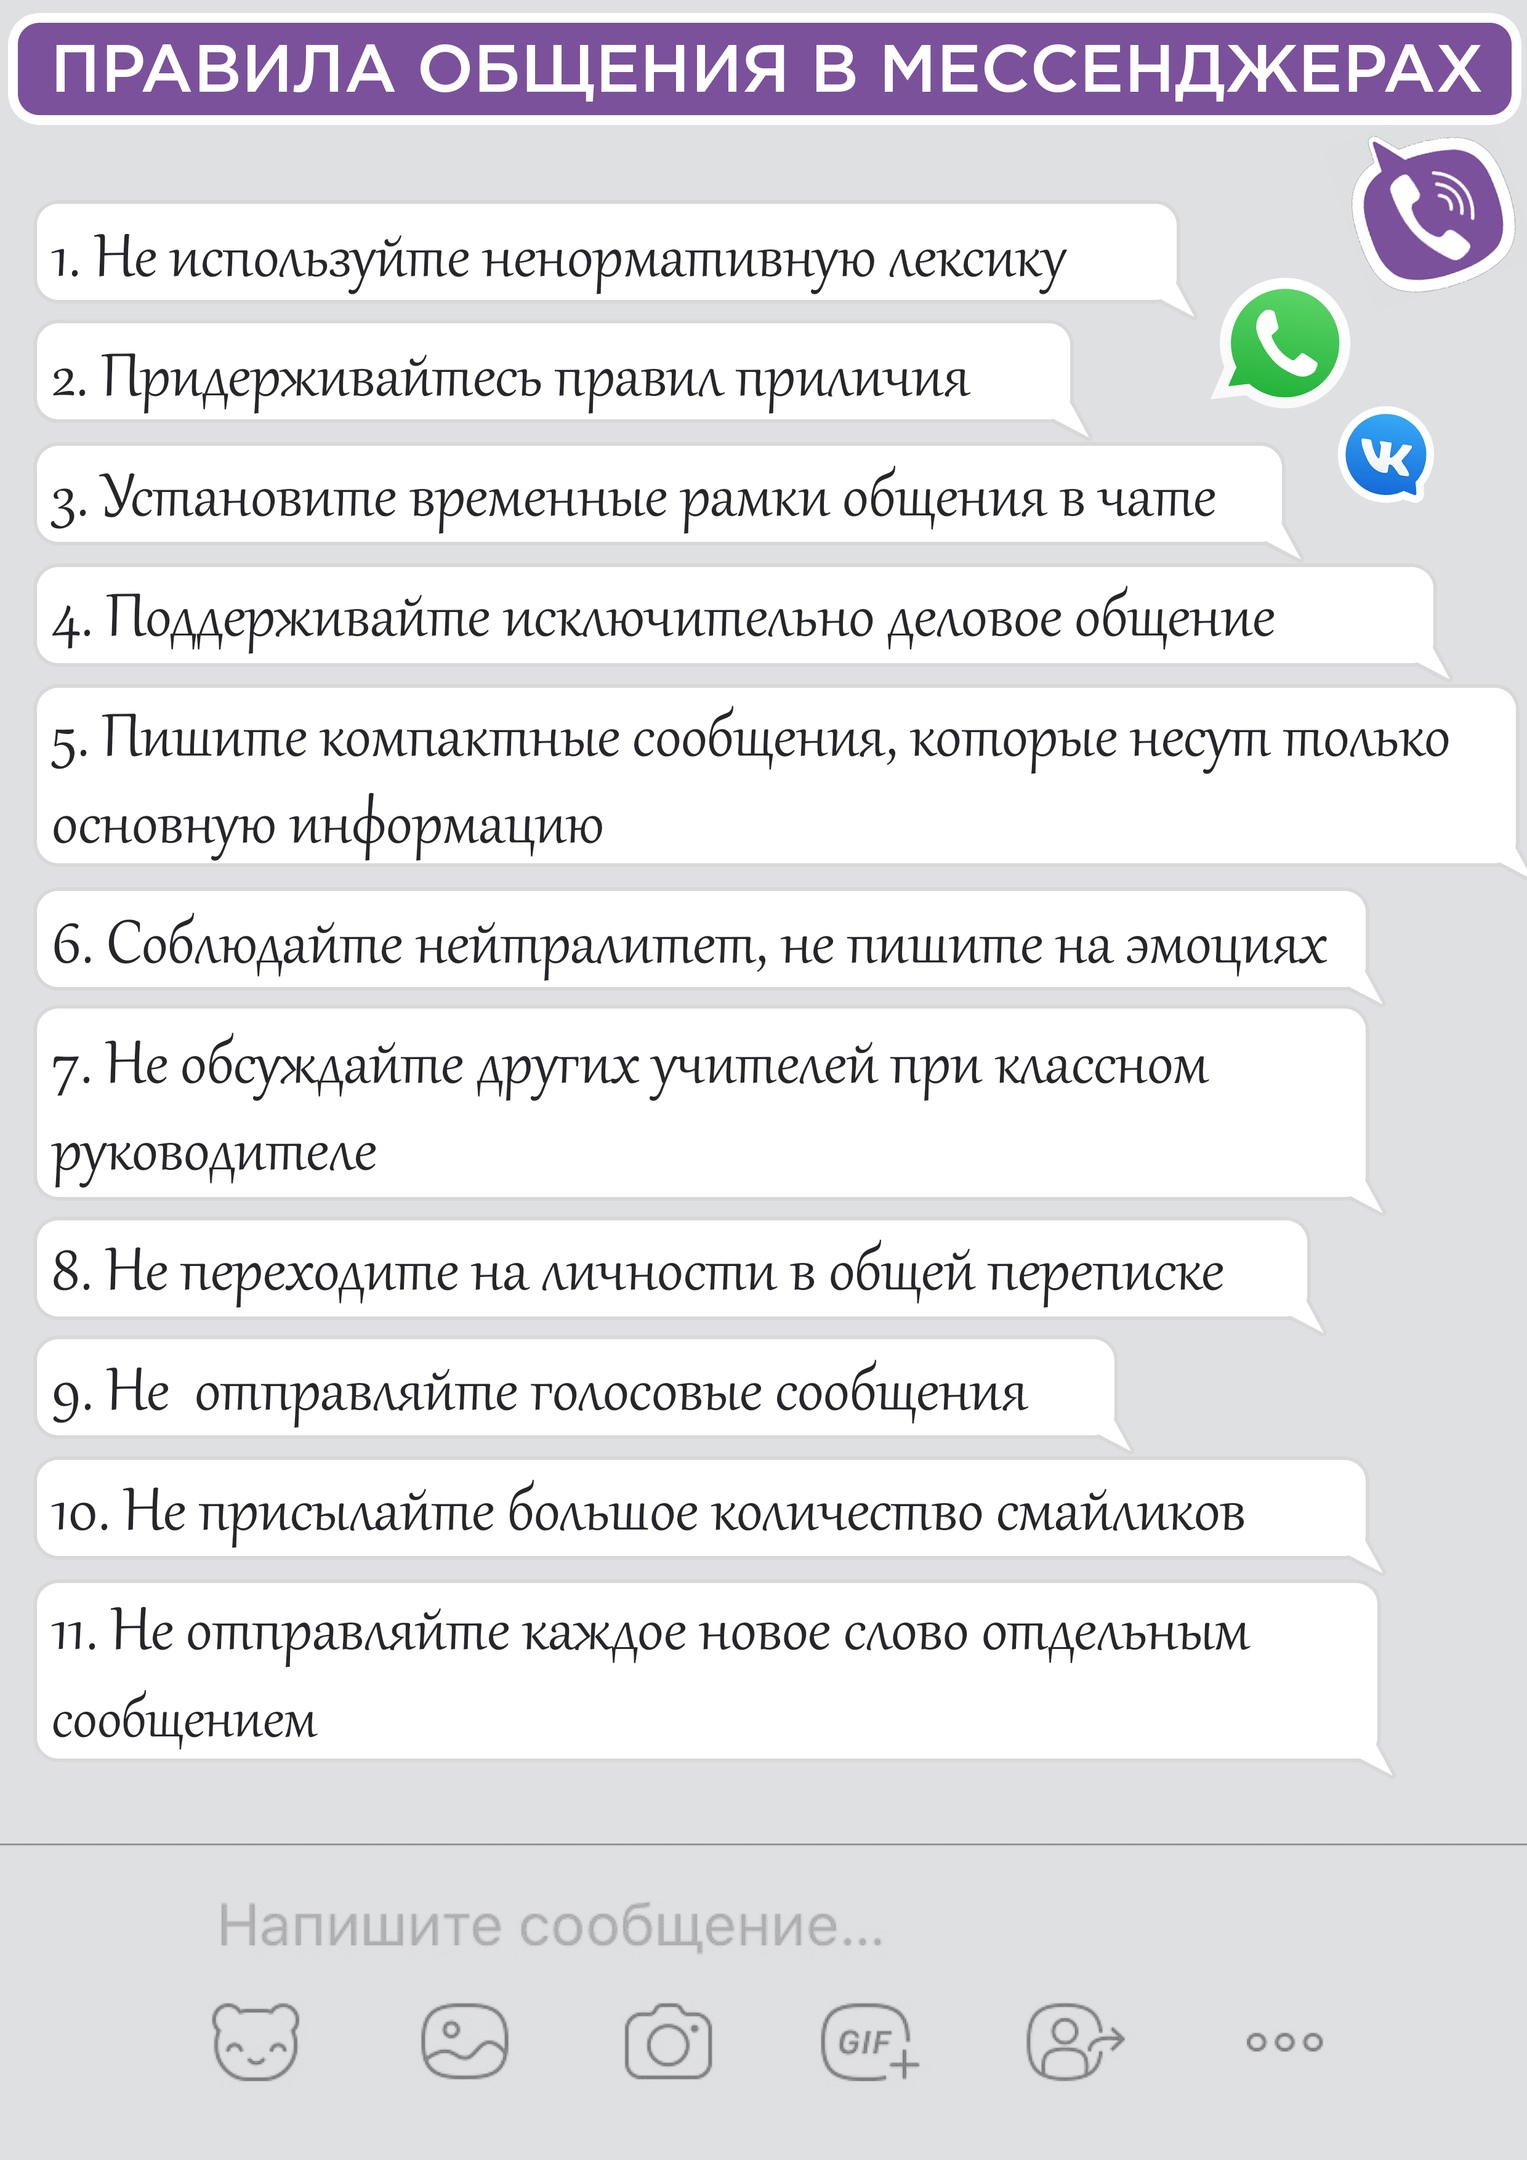 ПРАВИЛА ОБЩЕНИЯ В МЕССЕНДЖЕРАХ
1. Не используйте ненормативную лексику
2. Придерживайтесь правил приличия
VK
3. Установите временные рамки общения в чате
4. Поддерживайте исключительно деловое общение
5. Пишите компактные сообщения, которые несут только
основную информацию
6. Соблюдайте нейтралитет, не пишите на эмоциях
7. Не обсуждайте других учителей при классном
руководителе
8. Не переходите на личности в общей переписке
9. Не  отправляйте голосовые сообщения
10. Не присылайте большое количество смайликов
11. Не отправляйте каждое новое слово отдельным
сообщением
Напишите сообщение...
GIF